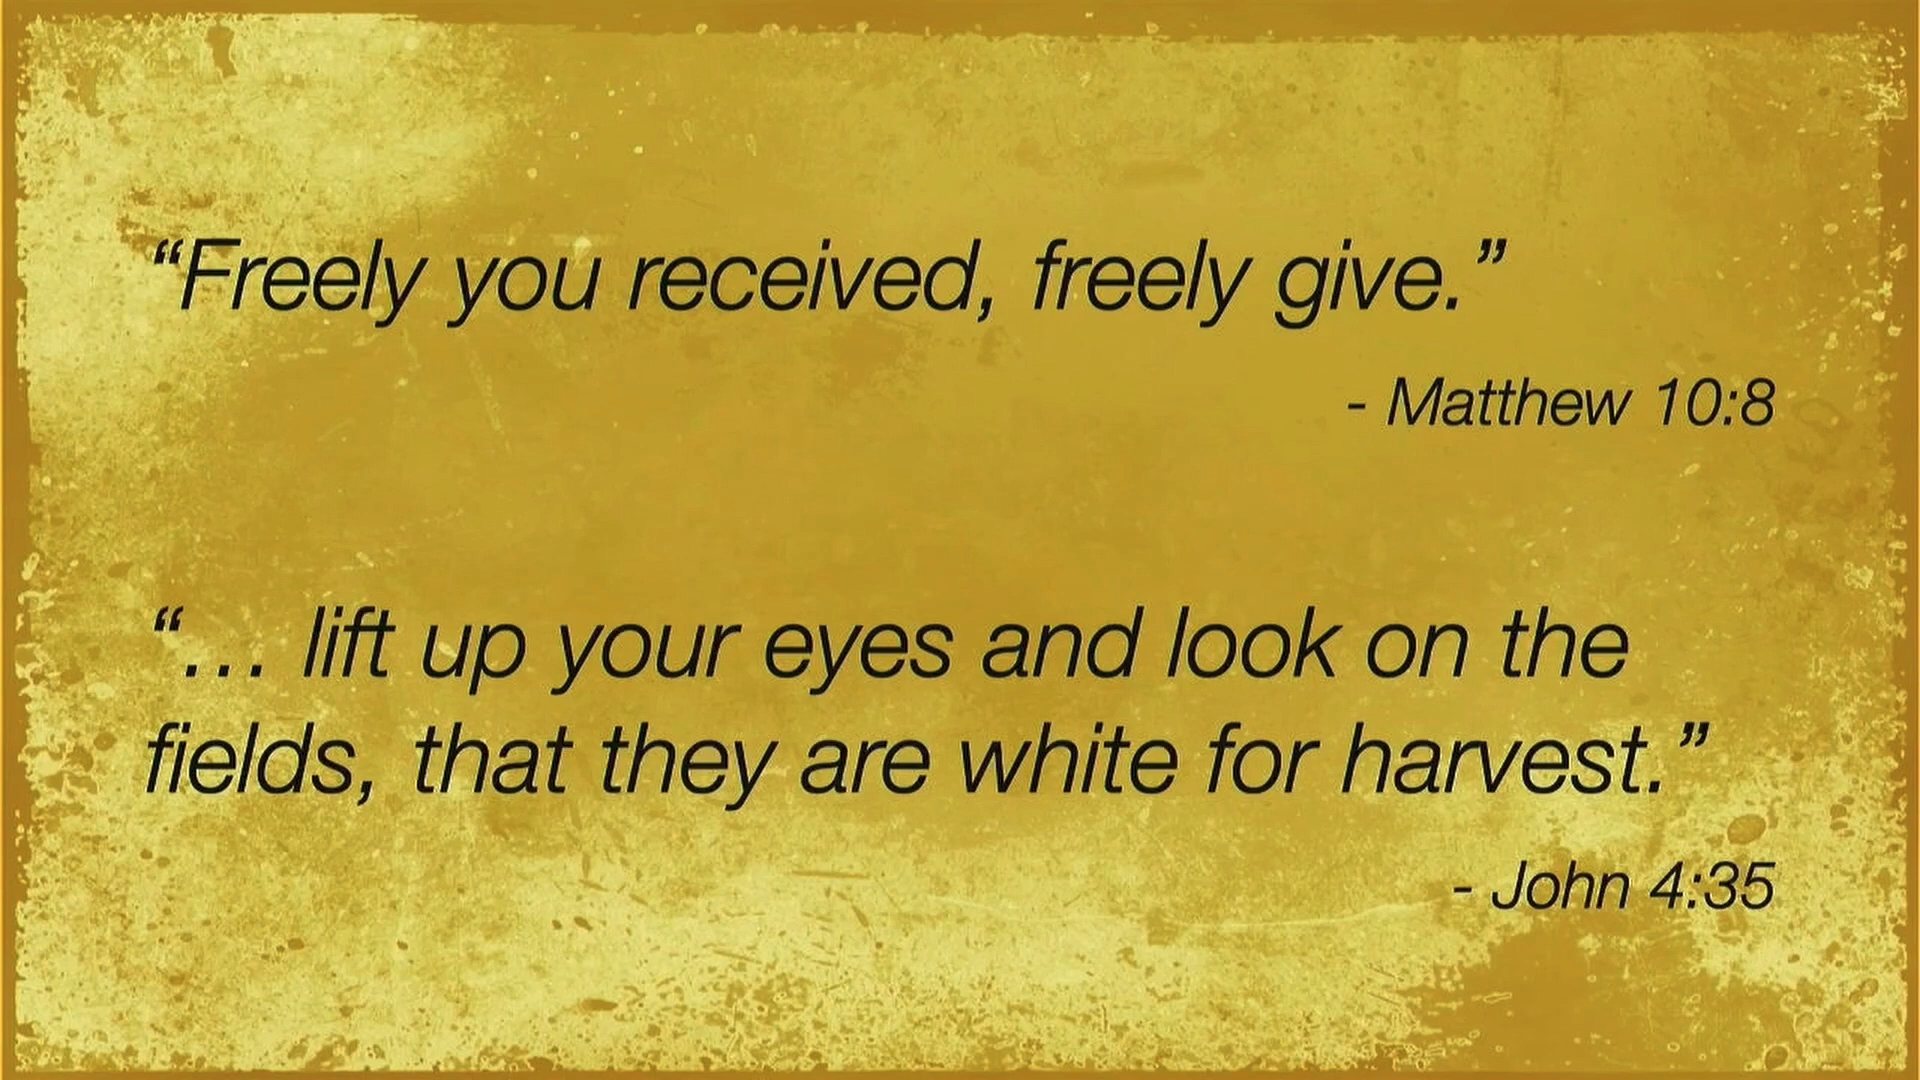 “Freely you received, freely give.”
- Matthew 10:8
“… lift up your eyes and look on the
fields, that they are white for harvest.”
- John 4:35